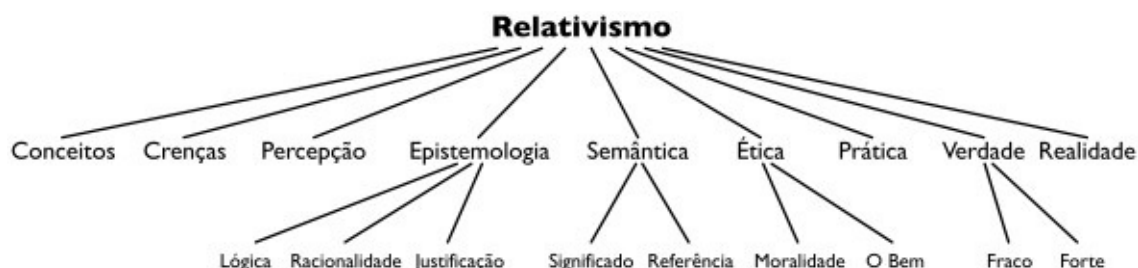 Relativismo
Conceitos Crenças Percepção Epistemologia Semântica Ética Prática Verdade Realidade
Lógica Racionalidade Justificação Significado Referência Moralidade O Bem Fraco Forte